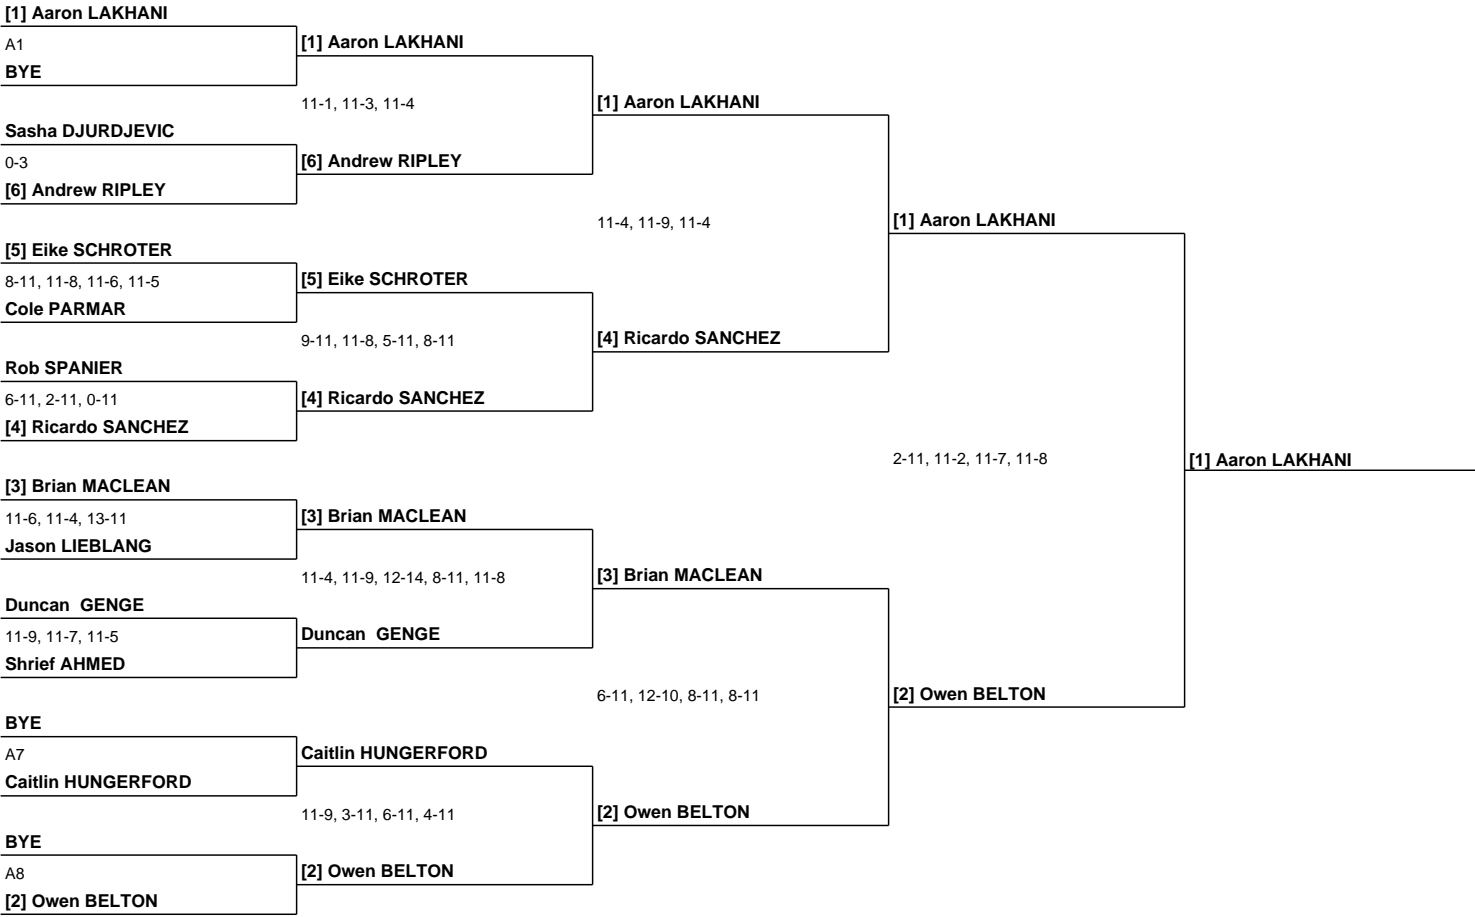 [1] Aaron LAKHANI
A1
BYE
Sasha DJURDJEVIC
0-3
[6] Andrew RIPLEY
[5] Eike SCHROTER
8-11, 11-8, 11-6, 11-5
Cole PARMAR
Rob SPANIER
6-11, 2-11, 0-11
[4] Ricardo SANCHEZ
[3] Brian MACLEAN
11-6, 11-4, 13-11
Jason LIEBLANG
Duncan  GENGE
11-9, 11-7, 11-5
Shrief AHMED
BYE
A7
Caitlin HUNGERFORD
BYE
A8
[2] Owen BELTON
[1] Aaron LAKHANI
11-1, 11-3, 11-4
[6] Andrew RIPLEY
[5] Eike SCHROTER
9-11, 11-8, 5-11, 8-11
[4] Ricardo SANCHEZ
[3] Brian MACLEAN
11-4, 11-9, 12-14, 8-11, 11-8
Duncan  GENGE
Caitlin HUNGERFORD
11-9, 3-11, 6-11, 4-11
[2] Owen BELTON
[1] Aaron LAKHANI
11-4, 11-9, 11-4
[4] Ricardo SANCHEZ
[3] Brian MACLEAN
6-11, 12-10, 8-11, 8-11
[2] Owen BELTON
[1] Aaron LAKHANI
2-11, 11-2, 11-7, 11-8
[2] Owen BELTON
[1] Aaron LAKHANI